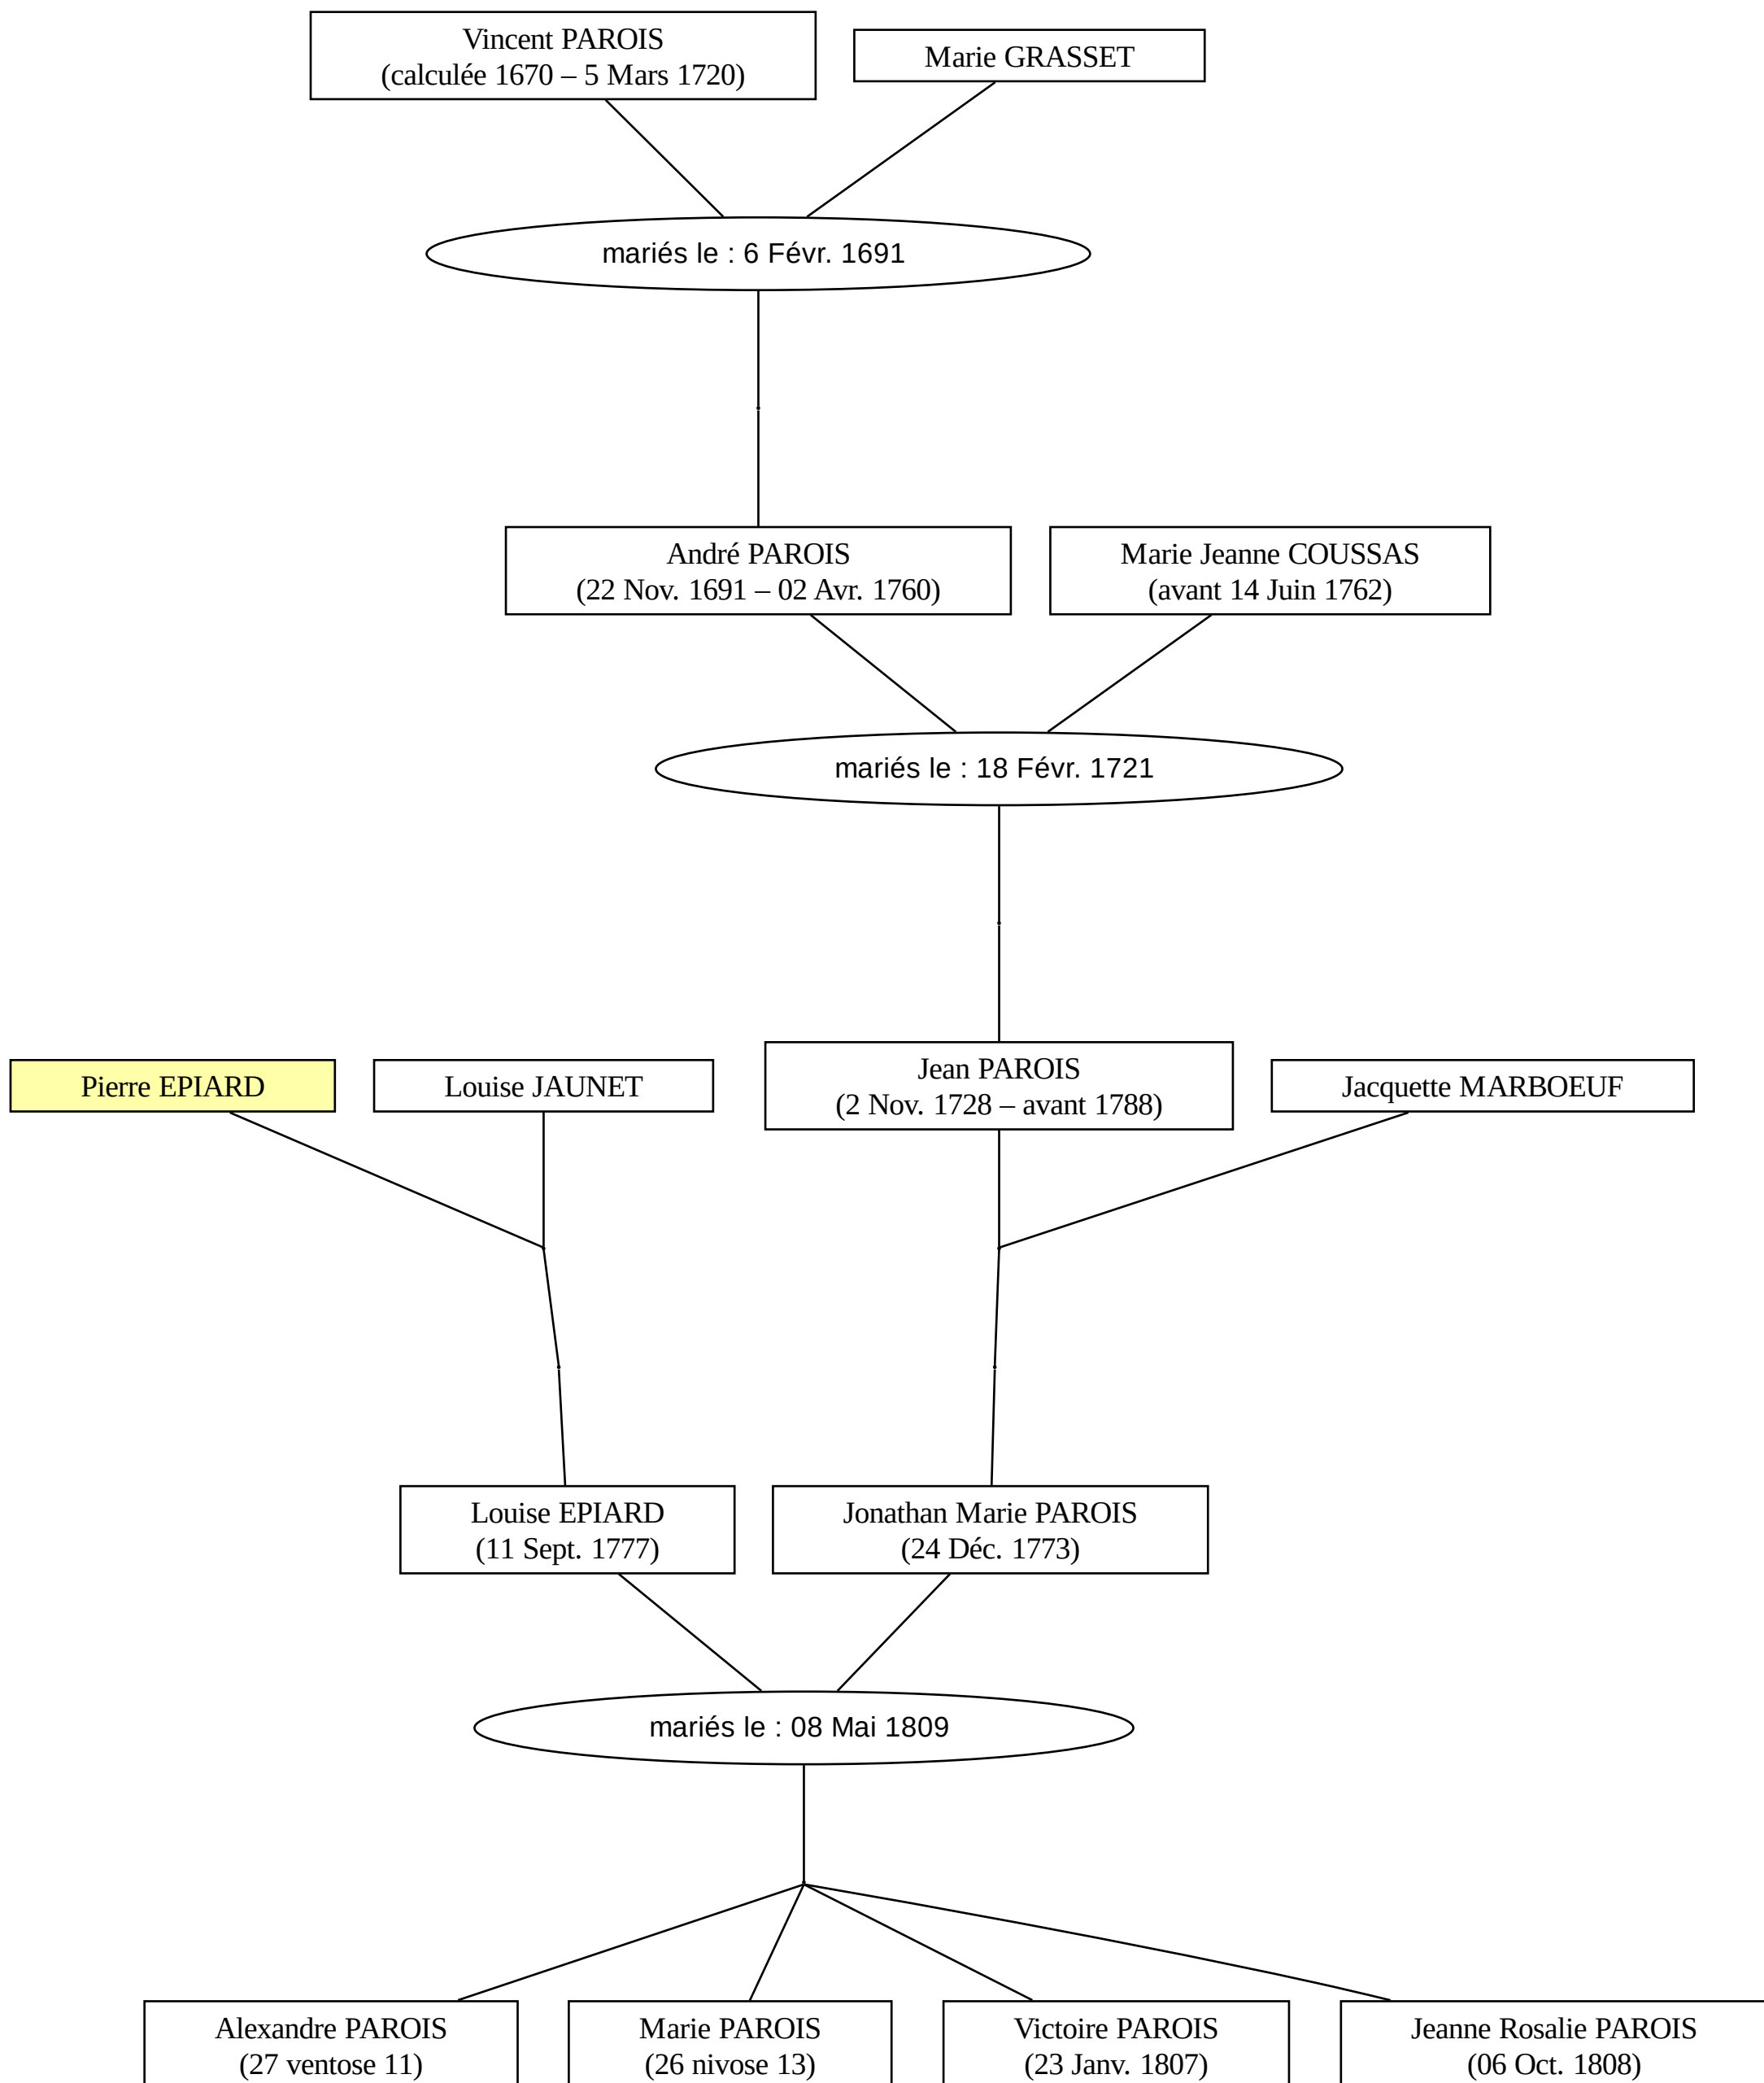 Vincent PAROIS
(calculée 1670 – 5 Mars 1720)
Marie GRASSET
mariés le : 6 Févr. 1691
André PAROIS
(22 Nov. 1691 – 02 Avr. 1760)
Marie Jeanne COUSSAS
(avant 14 Juin 1762)
mariés le : 18 Févr. 1721
Pierre EPIARD
Louise JAUNET
Jean PAROIS
(2 Nov. 1728 – avant 1788)
Jacquette MARBOEUF
Louise EPIARD
(11 Sept. 1777)
Jonathan Marie PAROIS
(24 Déc. 1773)
mariés le : 08 Mai 1809
Alexandre PAROIS
(27 ventose 11)
Marie PAROIS
(26 nivose 13)
Victoire PAROIS
(23 Janv. 1807)
Jeanne Rosalie PAROIS
(06 Oct. 1808)